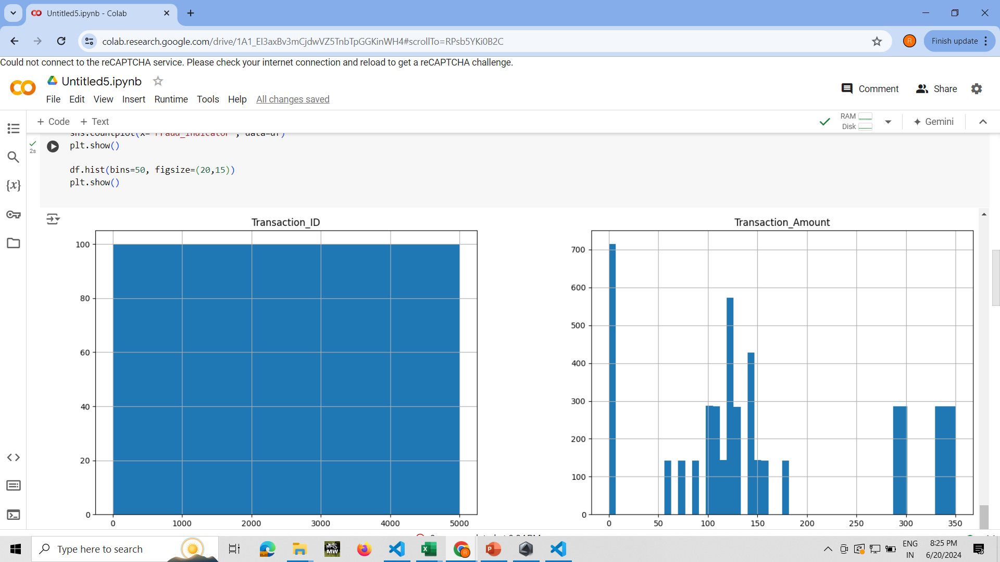 Untitled5.ipynb - Colab
colab.research.google.com/drive/1A1_EI3axBv3mCjdwVZ5TnbTpGGKinWH4#scrollTo=RPsb5YKi0B2C
R
Finish update
Could not connect to the reCAPTCHA service. Please check your internet connection and reload to get a reCAPTCHA challenge.
Untitled5.ipynb
File Edit View Insert Runtime Tools Help All changes saved
Comment Share
+ Code + Text
RAM
Disk
Gemini
{x}
2s
plt.show()
df.hist(bins=50, figsize=(20,15))
plt.show()
Transaction_ID
100
80
60
40
20
0
0 1000 2000 3000 4000 5000
Transaction_Amount
700
600
500
400
300
200
100
0
0 50 100 150 200 250 300 350
Type here to search
MW
ENG
IN
8:25 PM
6/20/2024